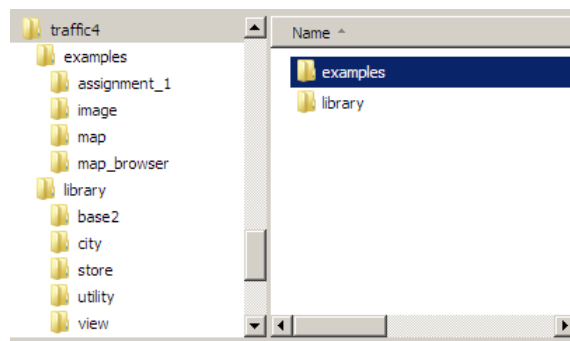 traffic4
examples
assignment_1
image
map
map_browser
library
base2
city
store
utility
view
Name
examples
library